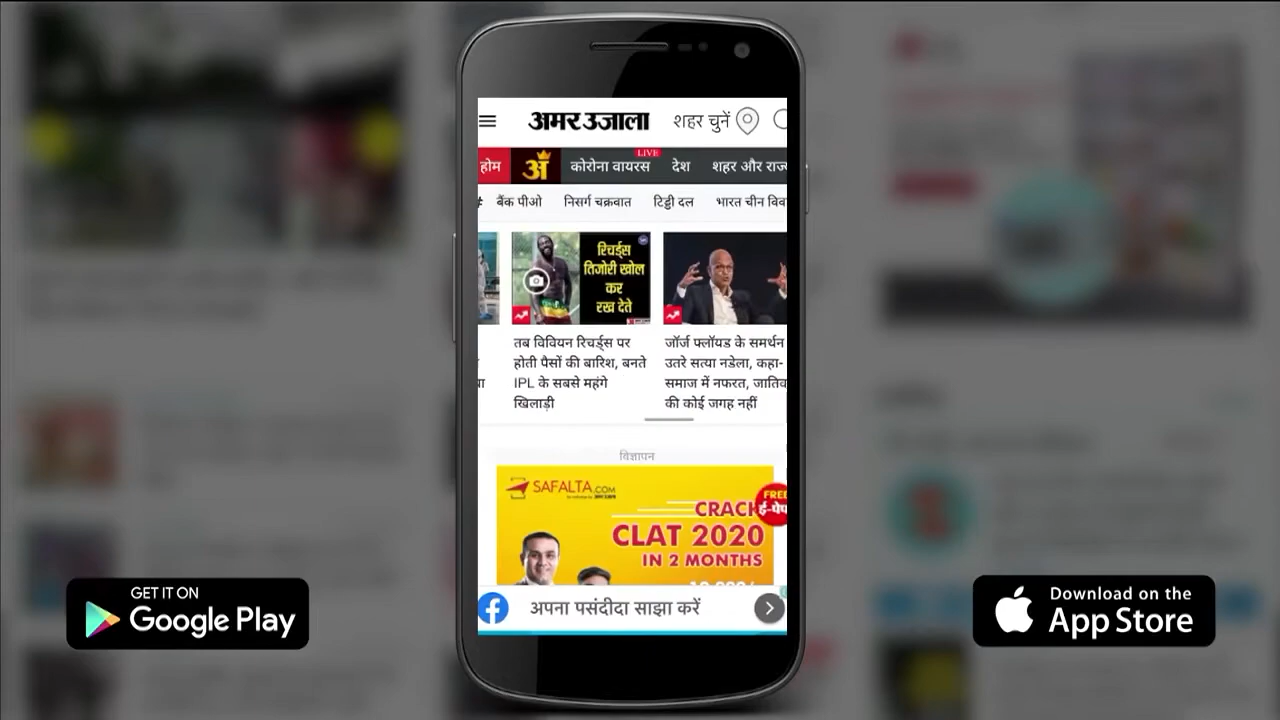 अमर उजाला
शहर चुनें
होम
अ
कोरोना वायरस
LIVE
देश
शहर और राज्
# बैंक पीओ
निसर्ग चक्रवात
टिड्डी दल
भारत चीन विवा
रिचर्ड्स
तिजोरी खोल
कर
रख देते
तब विवियन रिचर्ड्स पर
होती पैसों की बारिश, बनते
IPL के सबसे महंगे
खिलाड़ी
जॉर्ज फ्लॉयड के समर्थन
उतरे सत्या नडेला, कहा-
समाज में नफरत, जातिव
की कोई जगह नहीं
विज्ञापन
SAFALTA.COM
CRACK
CLAT 2020
IN 2 MONTHS
FREE
ई-पेप
अपना पसंदीदा साझा करें
GET IT ON
Google Play
Download on the
App Store